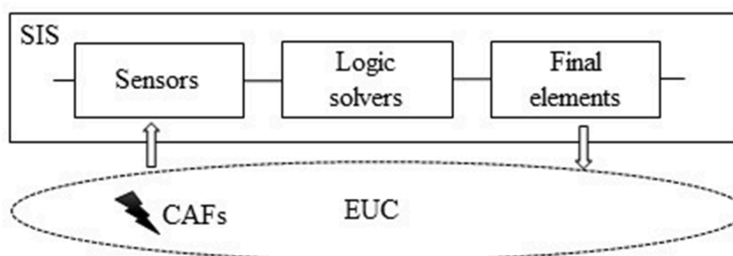 SIS
Sensors
Logic
solvers
Final
elements
CAFs
EUC